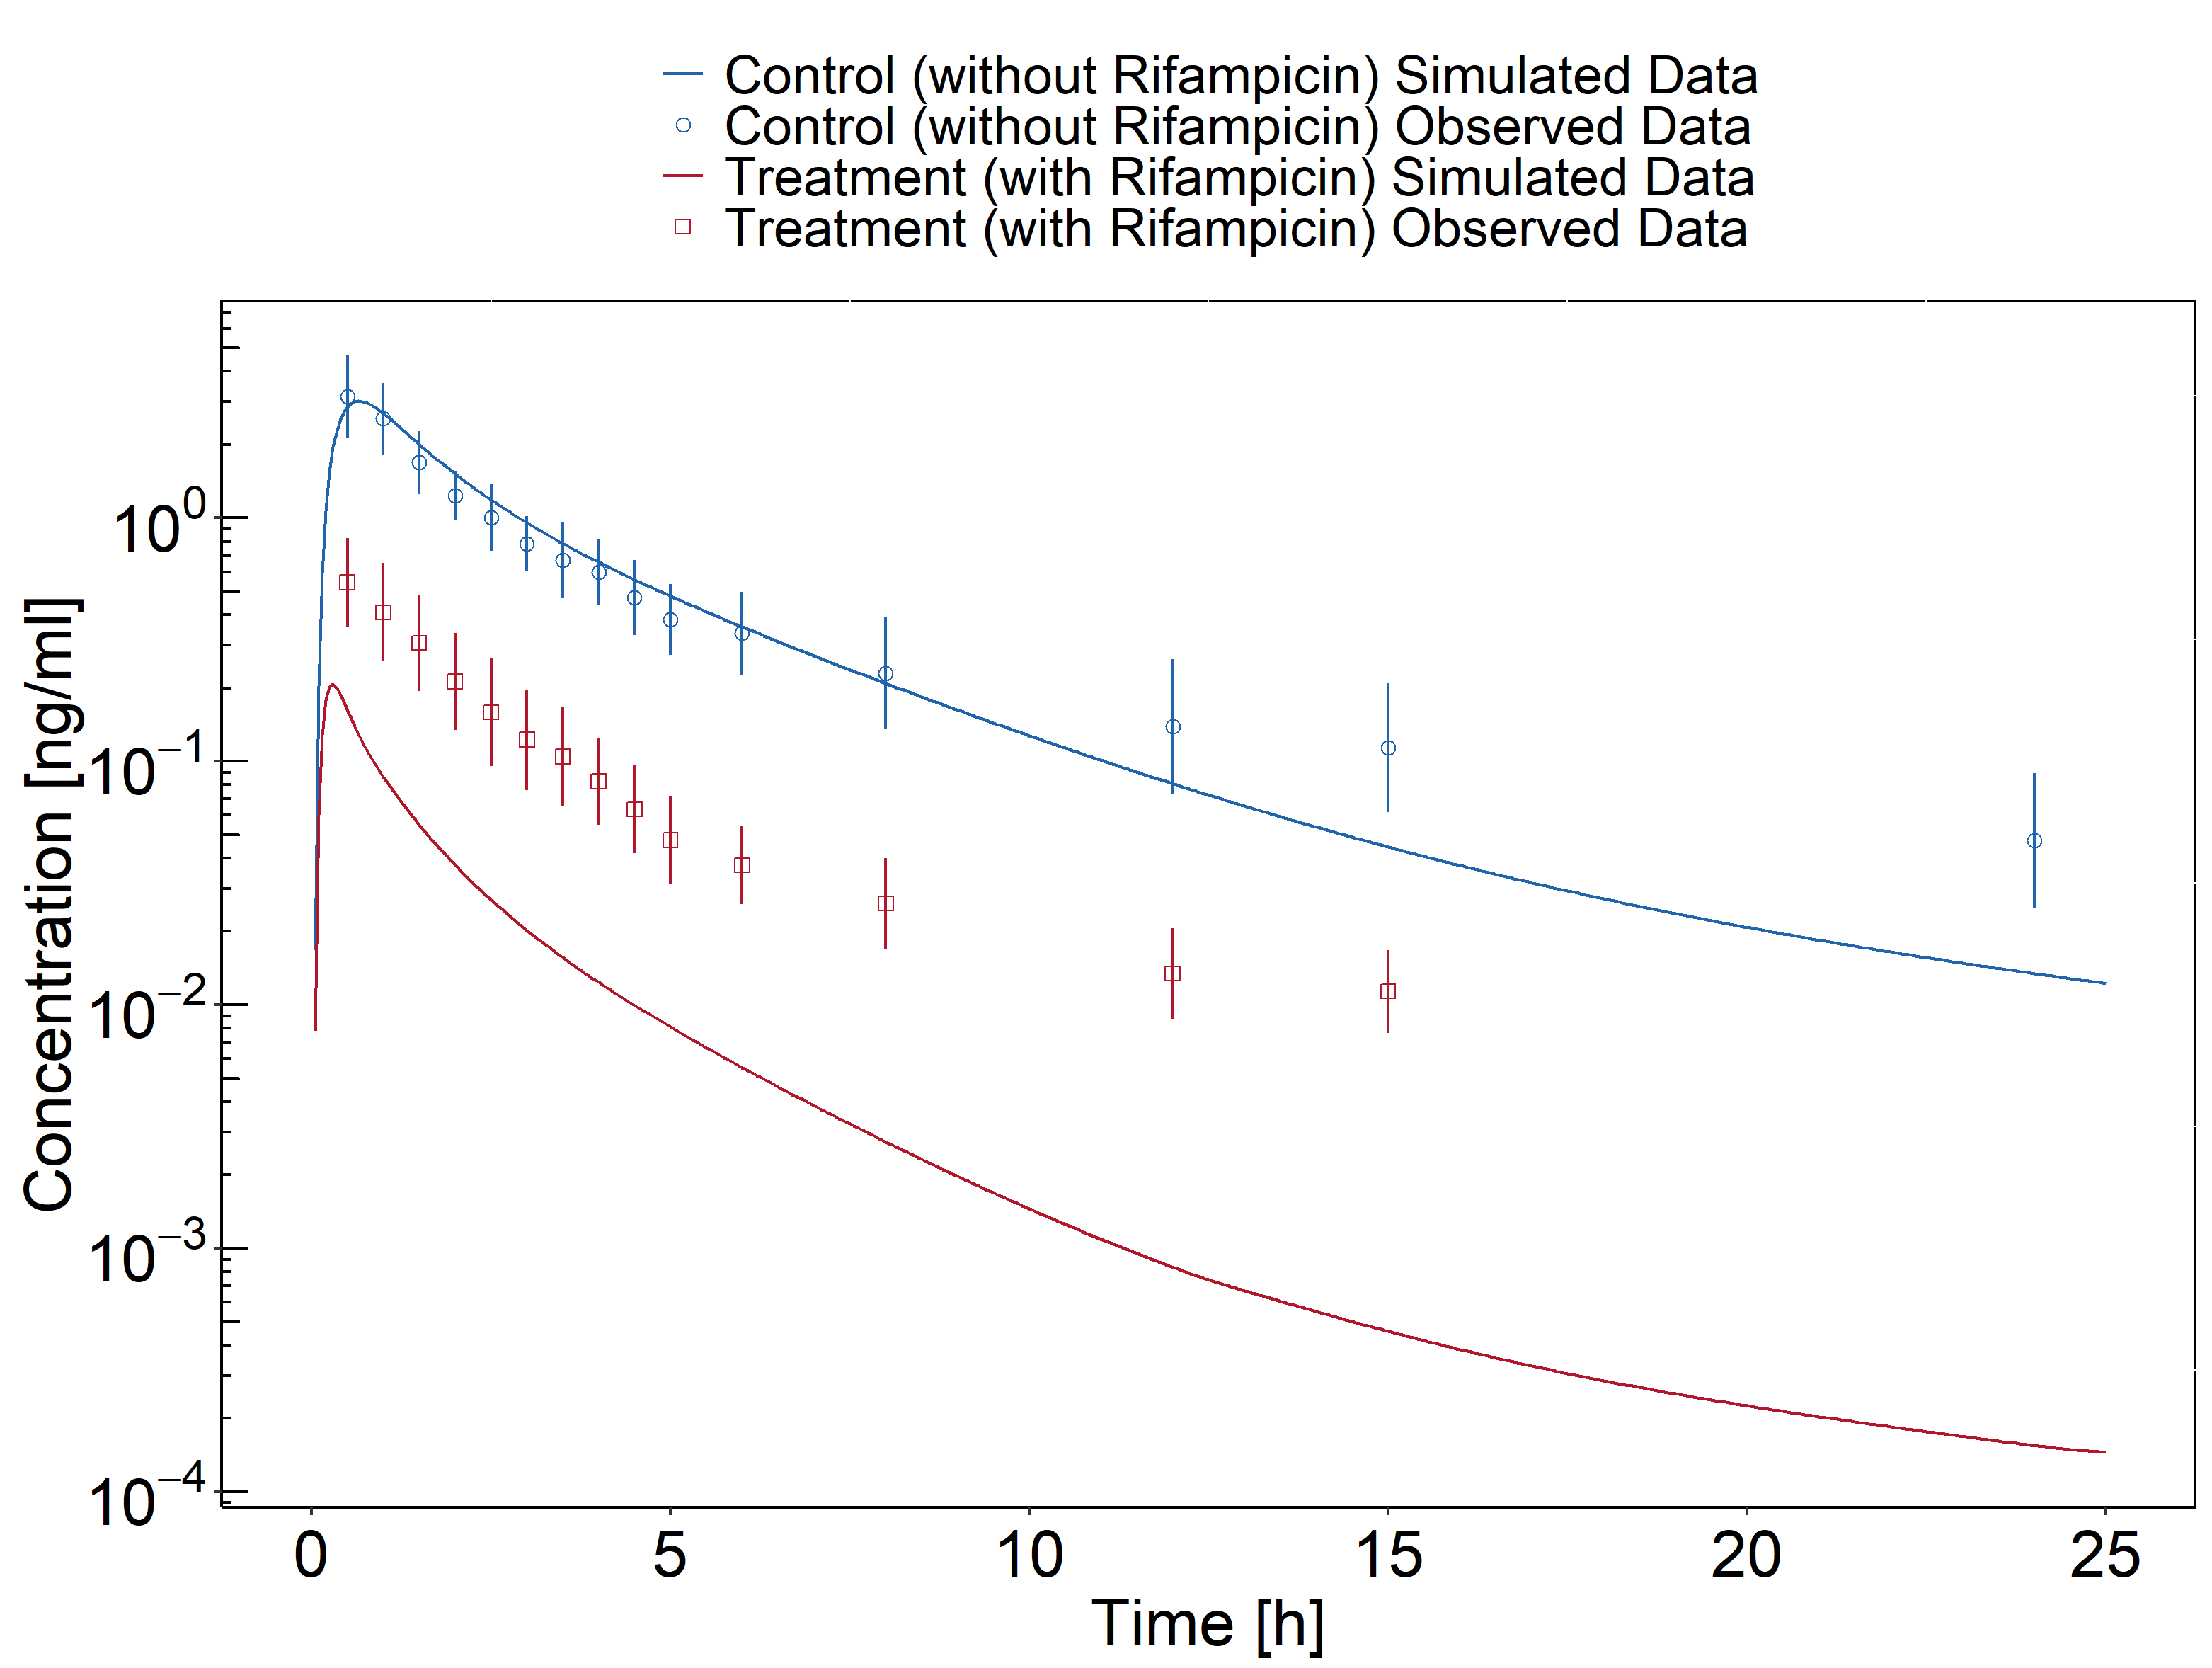 Control (without Rifampicin) Simulated Data
Control (without Rifampicin) Observed Data
Treatment (with Rifampicin) Simulated Data
Treatment (with Rifampicin) Observed Data
Concentration [ng/ml]
10⁰
10⁻¹
10⁻²
10⁻³
10⁻⁴
0 5 10 15 20 25
Time [h]